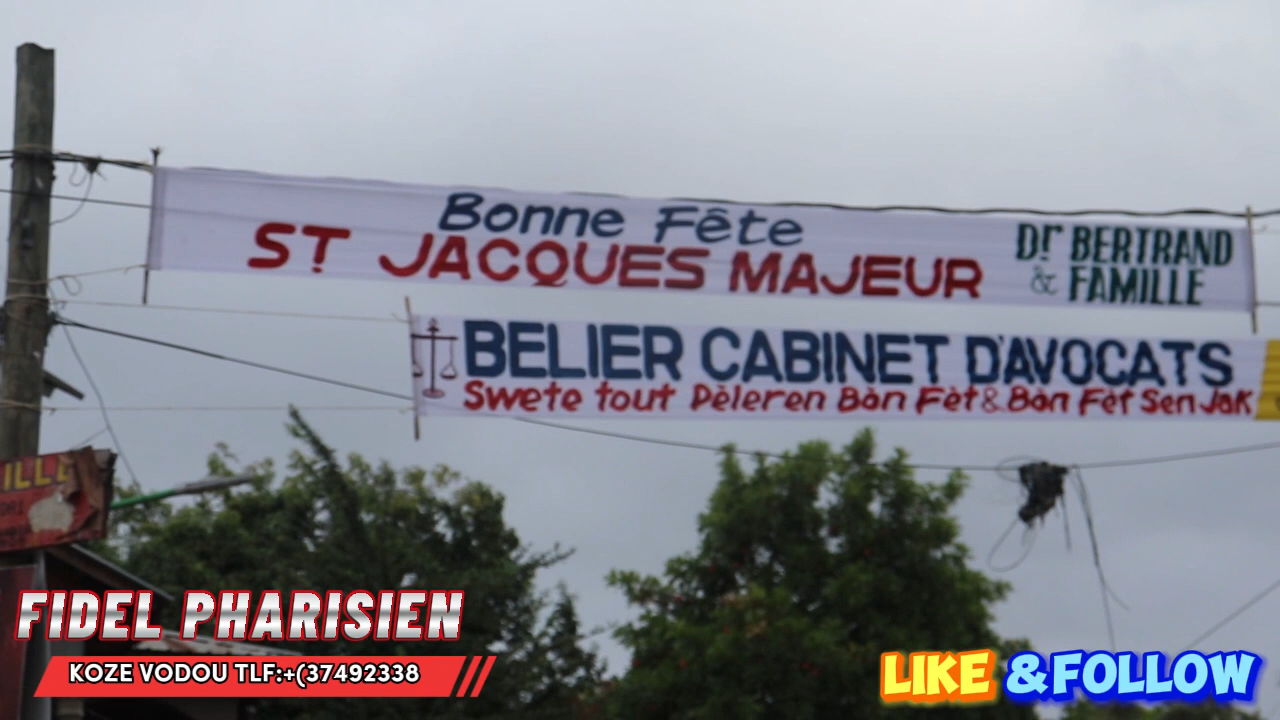 Bonne Fête
ST JACQUES MAJEUR
Dr BERTRAND
& FAMILLE
BELIER CABINET D'AVOCATS
Swete tout Pèleren Bòn Fèt & Bòn Fèt Sen Jak
ILLE
FIDEL PHARISIEN
KOZE VODOU TLF:+(37492338
LIKE &FOLLOW